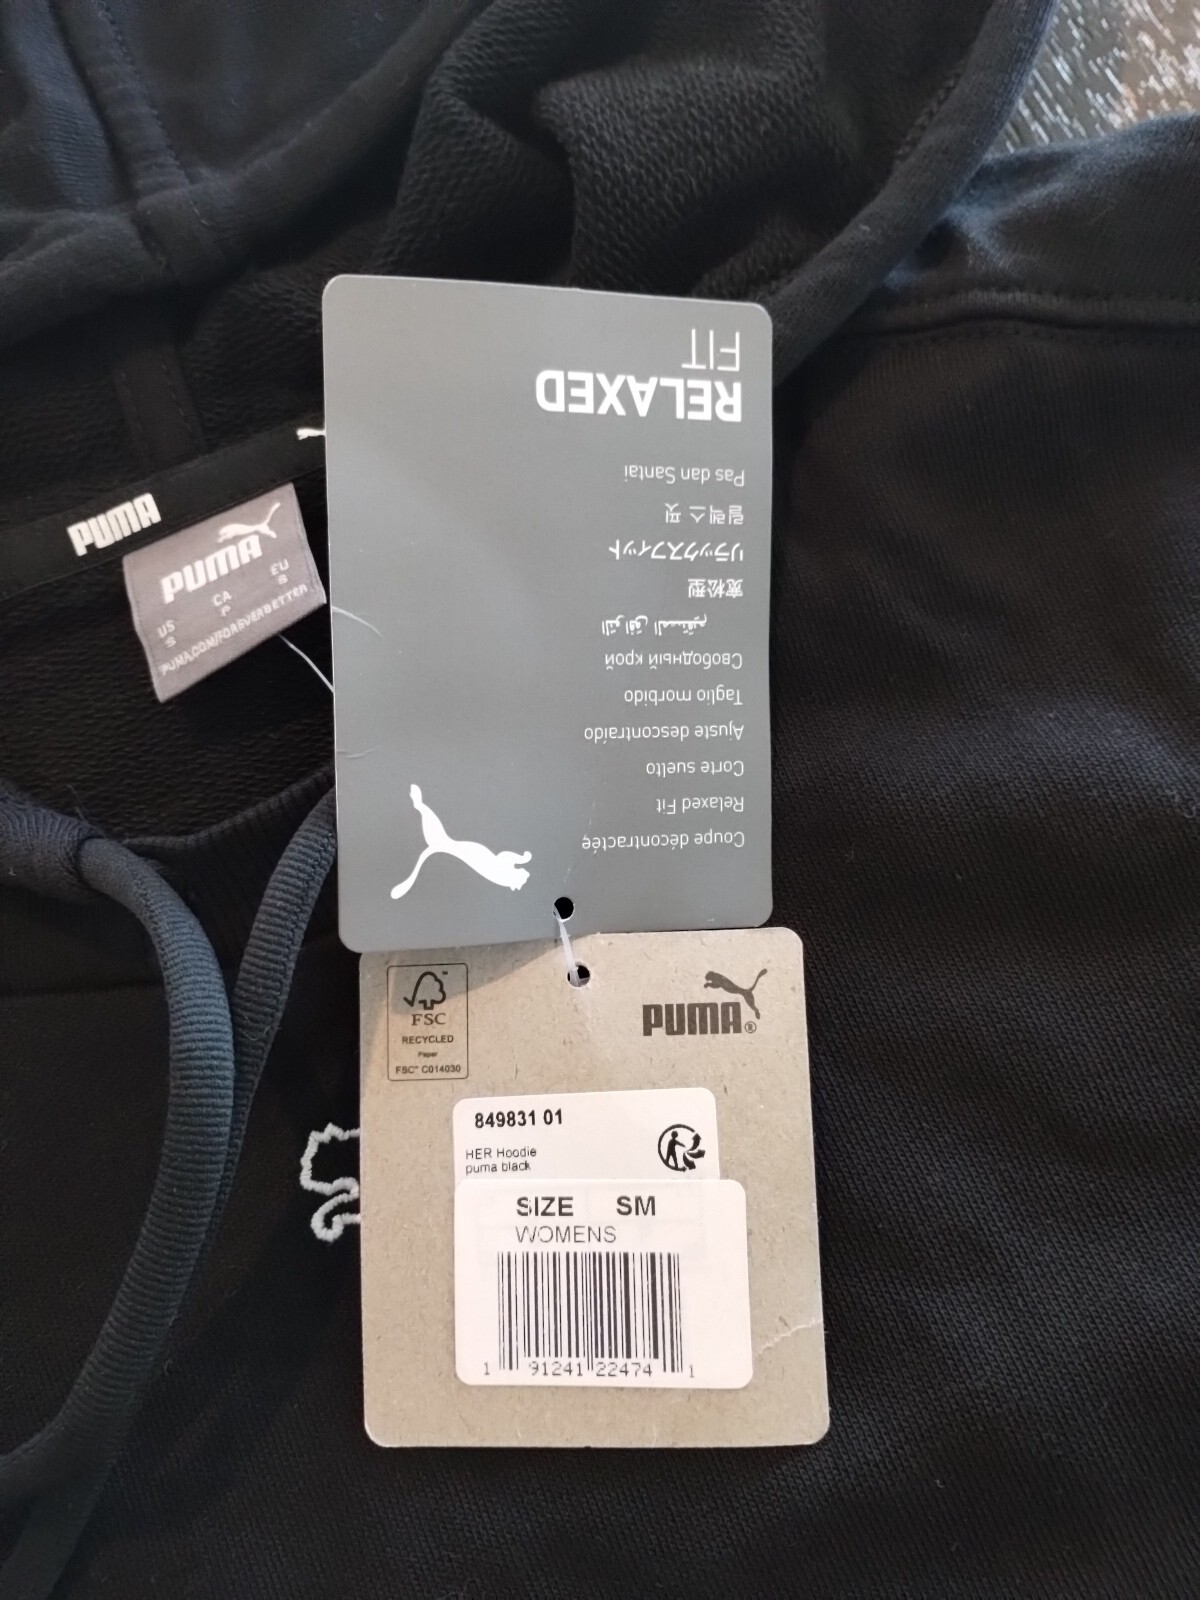 RELAXED
FIT
Pas dan Santai
릴렉스 핏
リラックスフィット
宽松型
Свободный крой
Taglio morbido
Ajuste descontraído
Corte suelto
Relaxed Fit
Coupe décontractée
PUMA
PUMA
US CA EU
S P S
PUMA.COM/FOREVERBETTER
FSC
RECYCLED
Paper
FSC® C014030
PUMA®
849831 01
HER Hoodie
puma black
SIZE SM
WOMENS
1 91241 22474 1